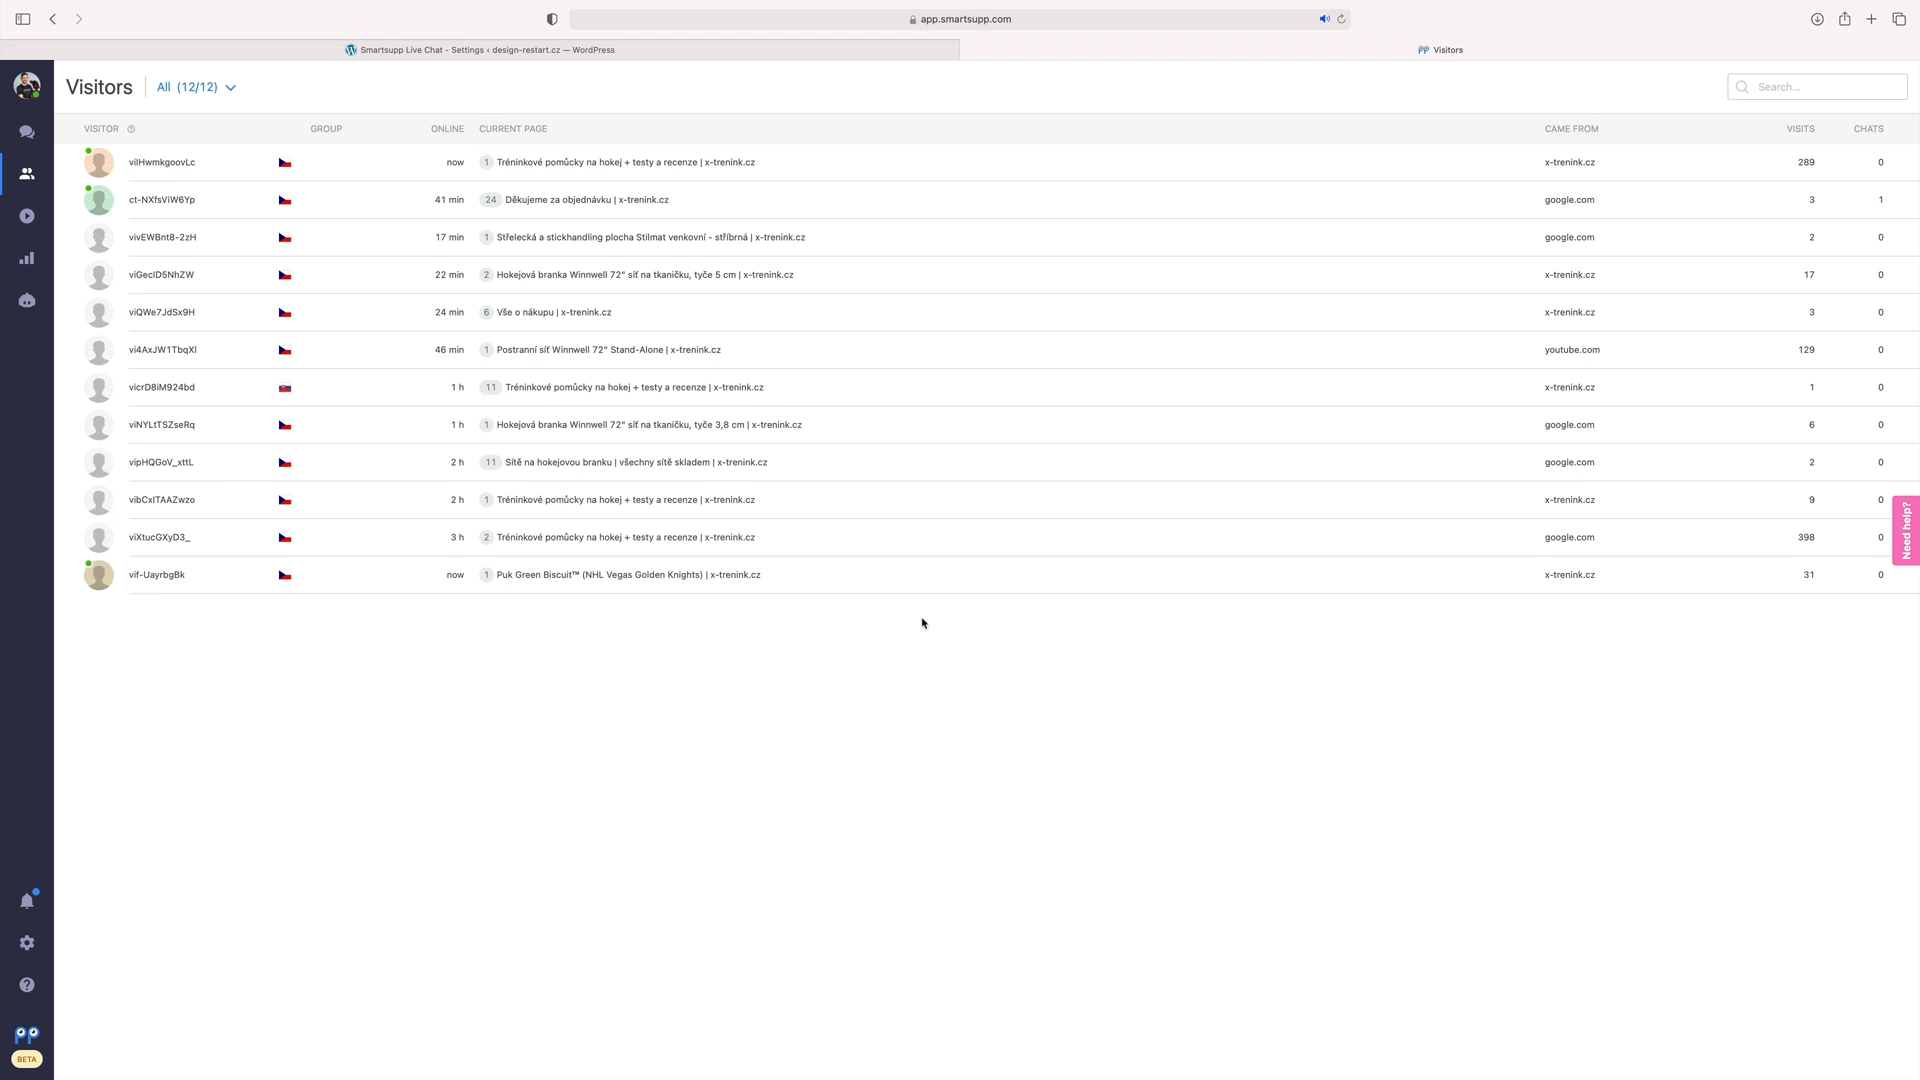 app.smartsupp.com
Smartsupp Live Chat - Settings ‹ design-restart.cz — WordPress
Visitors
Visitors
All (12/12)
Search...
VISITOR GROUP ONLINE CURRENT PAGE CAME FROM VISITS CHATS
vilHwmkgoovLc now 1 Tréninkové pomůcky na hokej + testy a recenze | x-trenink.cz x-trenink.cz 289 0
ct-NXfsViW6Yp 41 min 24 Děkujeme za objednávku | x-trenink.cz google.com 3 1
vivEWBnt8-2zH 17 min 1 Střelecká a stickhandling plocha Stilmat venkovní - stříbrná | x-trenink.cz google.com 2 0
viGeclD5NhZW 22 min 2 Hokejová branka Winnwell 72" síť na tkaničku, tyče 5 cm | x-trenink.cz x-trenink.cz 17 0
viQWe7JdSx9H 24 min 6 Vše o nákupu | x-trenink.cz x-trenink.cz 3 0
vi4AxJW1TbqXl 46 min 1 Postranní síť Winnwell 72" Stand-Alone | x-trenink.cz youtube.com 129 0
vicrD8iM924bd 1 h 11 Tréninkové pomůcky na hokej + testy a recenze | x-trenink.cz x-trenink.cz 1 0
viNYLtTSZseRq 1 h 1 Hokejová branka Winnwell 72" síť na tkaničku, tyče 3,8 cm | x-trenink.cz google.com 6 0
vipHQGoV_xttL 2 h 11 Sítě na hokejovou branku | všechny sítě skladem | x-trenink.cz google.com 2 0
vibCxlTAAZwzo 2 h 1 Tréninkové pomůcky na hokej + testy a recenze | x-trenink.cz x-trenink.cz 9 0
viXtucGXyD3_ 3 h 2 Tréninkové pomůcky na hokej + testy a recenze | x-trenink.cz google.com 398 0
vif-UayrbgBk now 1 Puk Green Biscuit™ (NHL Vegas Golden Knights) | x-trenink.cz x-trenink.cz 31 0
Need help?
BETA